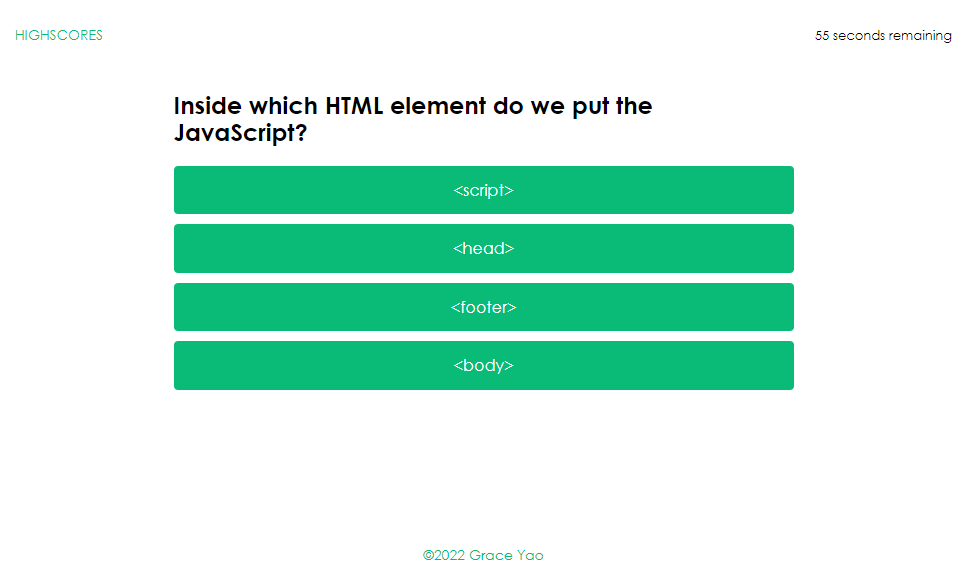 HIGHSCORES
55 seconds remaining
Inside which HTML element do we put the
JavaScript?
<script>
<head>
<footer>
<body>
©2022 Grace Yao